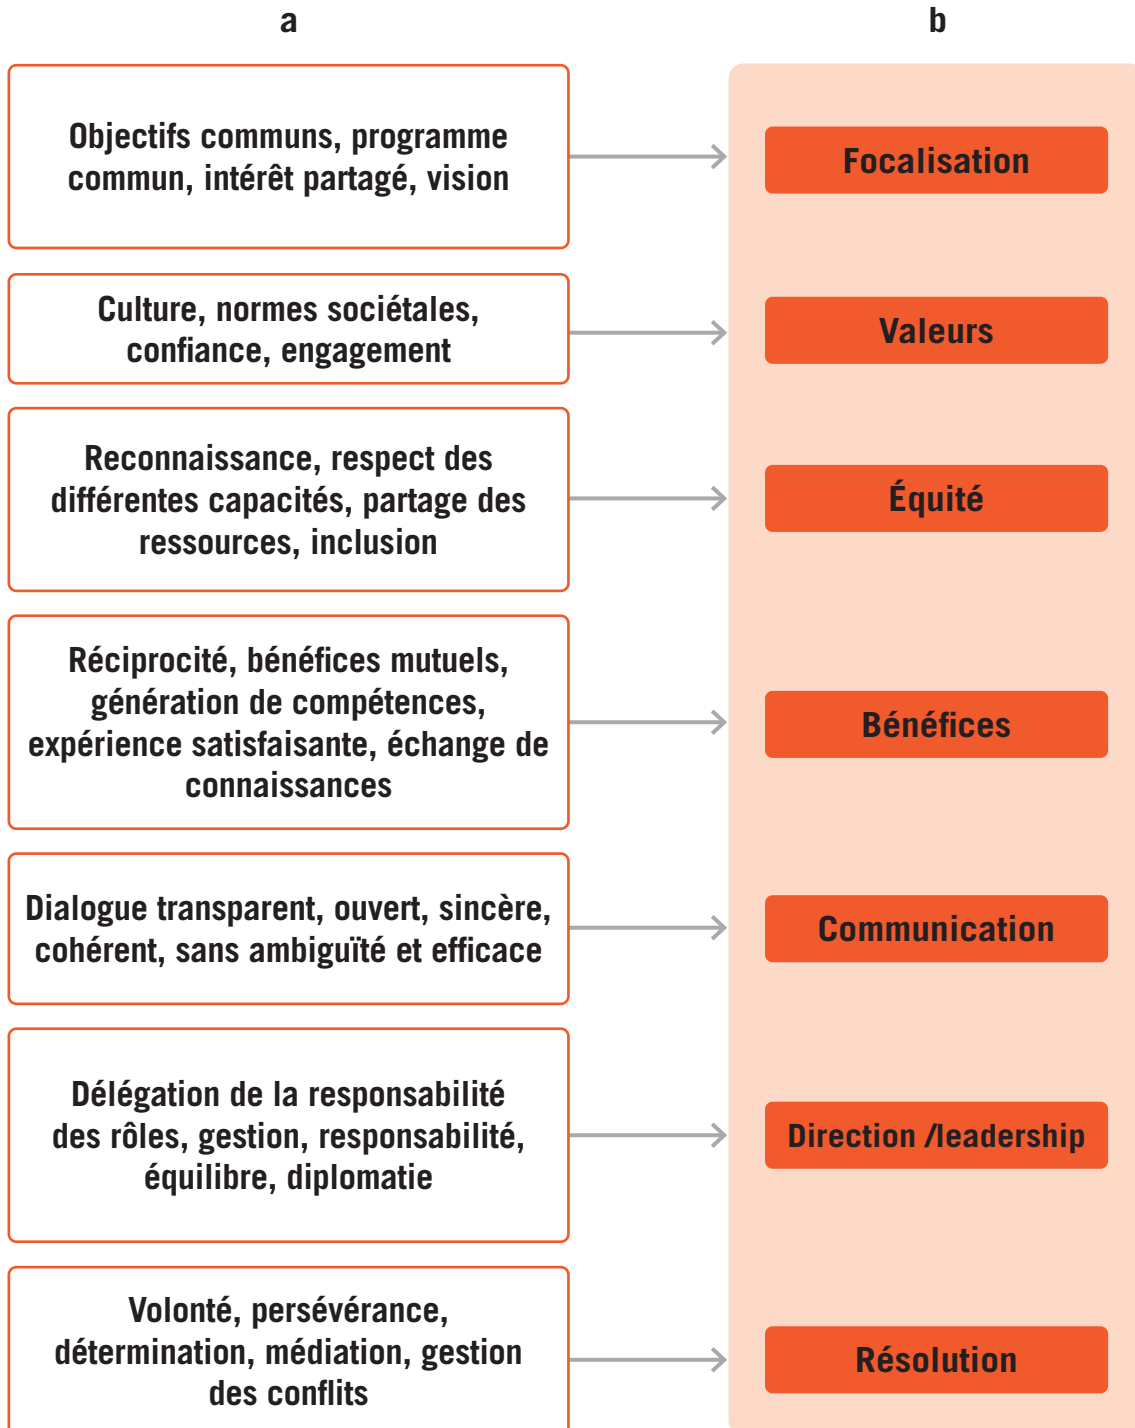 a
b
Objectifs communs, programme
commun, intérêt partagé, vision
Focalisation
Culture, normes sociétales,
confiance, engagement
Valeurs
Reconnaissance, respect des
différentes capacités, partage des
ressources, inclusion
Équité
Réciprocité, bénéfices mutuels,
génération de compétences,
expérience satisfaisante, échange de
connaissances
Bénéfices
Dialogue transparent, ouvert, sincère,
cohérent, sans ambiguïté et efficace
Communication
Délégation de la responsabilité
des rôles, gestion, responsabilité,
équilibre, diplomatie
Direction /leadership
Volonté, persévérance,
détermination, médiation, gestion
des conflits
Résolution